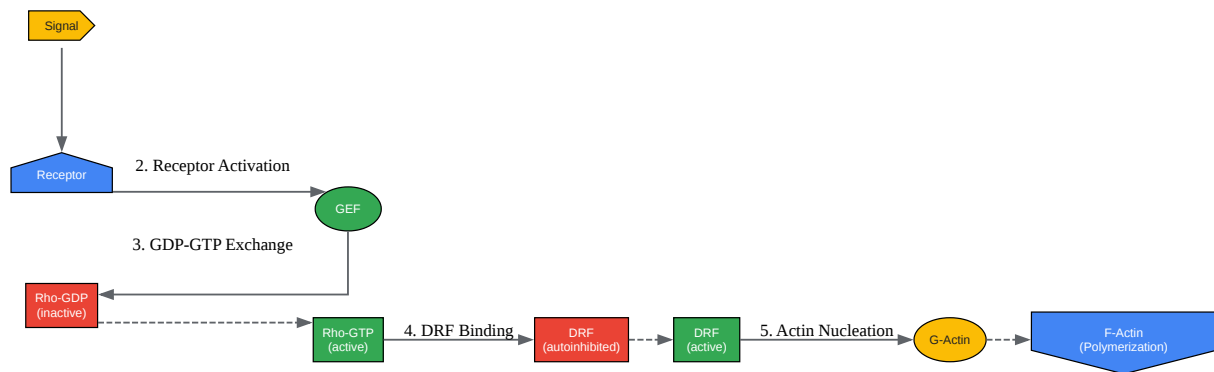 Signal
Receptor
2. Receptor Activation
GEF
3. GDP-GTP Exchange
Rho-GDP
(inactive)
Rho-GTP
(active)
4. DRF Binding
DRF
(autoinhibited)
DRF
(active)
5. Actin Nucleation
G-Actin
F-Actin
(Polymerization)